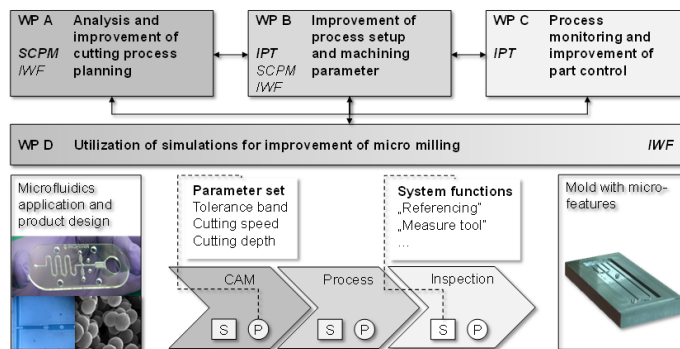 WP A Analysis and
improvement of
SCPM cutting process
IWF planning
WP B Improvement of
process setup
IPT and machining
SCPM parameter
IWF
WP C Process
monitoring and
IPT improvement of
part control
WP D Utilization of simulations for improvement of micro milling IWF
Microfluidics
application and
product design
Parameter set
Tolerance band
Cutting speed
Cutting depth
System functions
„Referencing"
„Measure tool"
...
Mold with micro-
features
CAM Process Inspection
S P S P S P